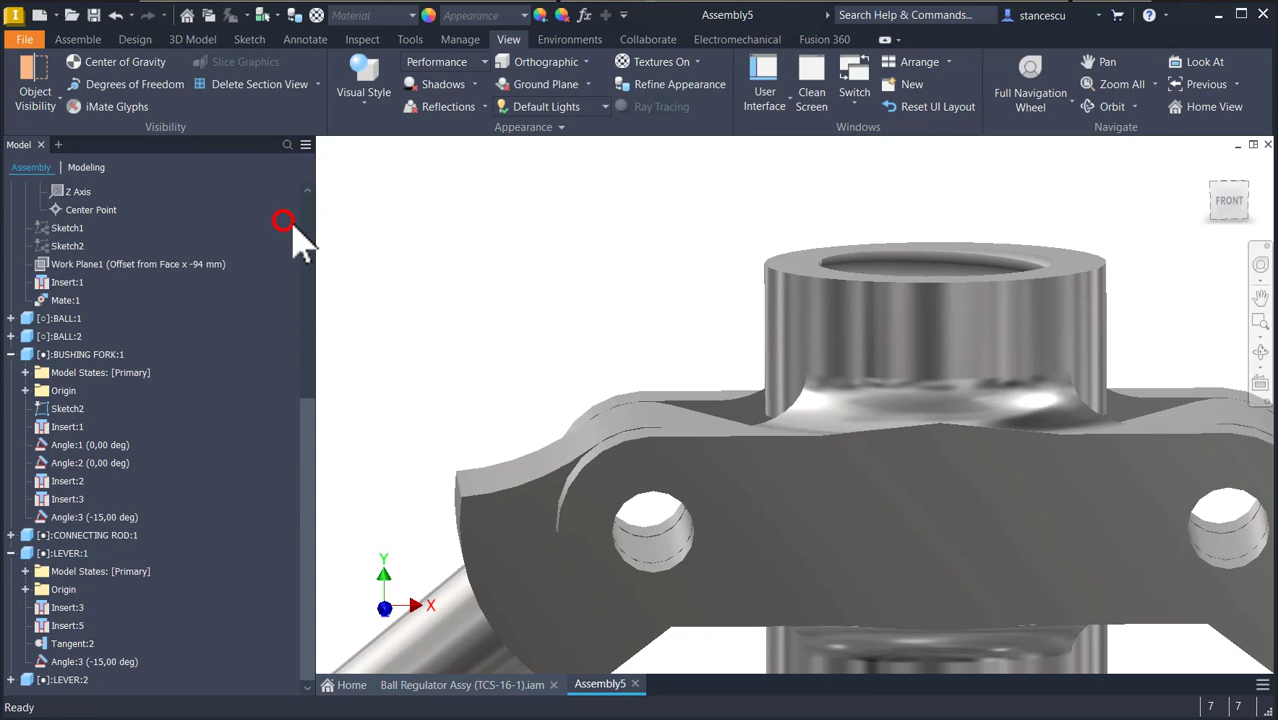 Material
Appearance
Assembly5
Search Help & Commands...
stancescu
File
Assemble
Design
3D Model
Sketch
Annotate
Inspect
Tools
Manage
View
Environments
Collaborate
Electromechanical
Fusion 360
Object
Visibility
Center of Gravity
Degrees of Freedom
iMate Glyphs
Slice Graphics
Delete Section View
Visibility
Visual Style
Performance
Shadows
Reflections
Orthographic
Ground Plane
Default Lights
Textures On
Refine Appearance
Ray Tracing
Appearance
User
Interface
Clean
Screen
Switch
Arrange
New
Reset UI Layout
Windows
Full Navigation
Wheel
Pan
Zoom All
Orbit
Look At
Previous
Home View
Navigate
Model
Assembly
Modeling
Z Axis
Center Point
Sketch1
Sketch2
Work Plane1 (Offset from Face x -94 mm)
Insert:1
Mate:1
[○]:BALL:1
[○]:BALL:2
[●]:BUSHING FORK:1
Model States: [Primary]
Origin
Sketch2
Insert:1
Angle:1 (0,00 deg)
Angle:2 (0,00 deg)
Insert:2
Insert:3
Angle:3 (-15,00 deg)
[●]:CONNECTING ROD:1
[●]:LEVER:1
Model States: [Primary]
Origin
Insert:3
Insert:5
Tangent:2
Angle:3 (-15,00 deg)
[●]:LEVER:2
FRONT
Y
X
Home
Ball Regulator Assy (TCS-16-1).iam
Assembly5
Ready
7
7